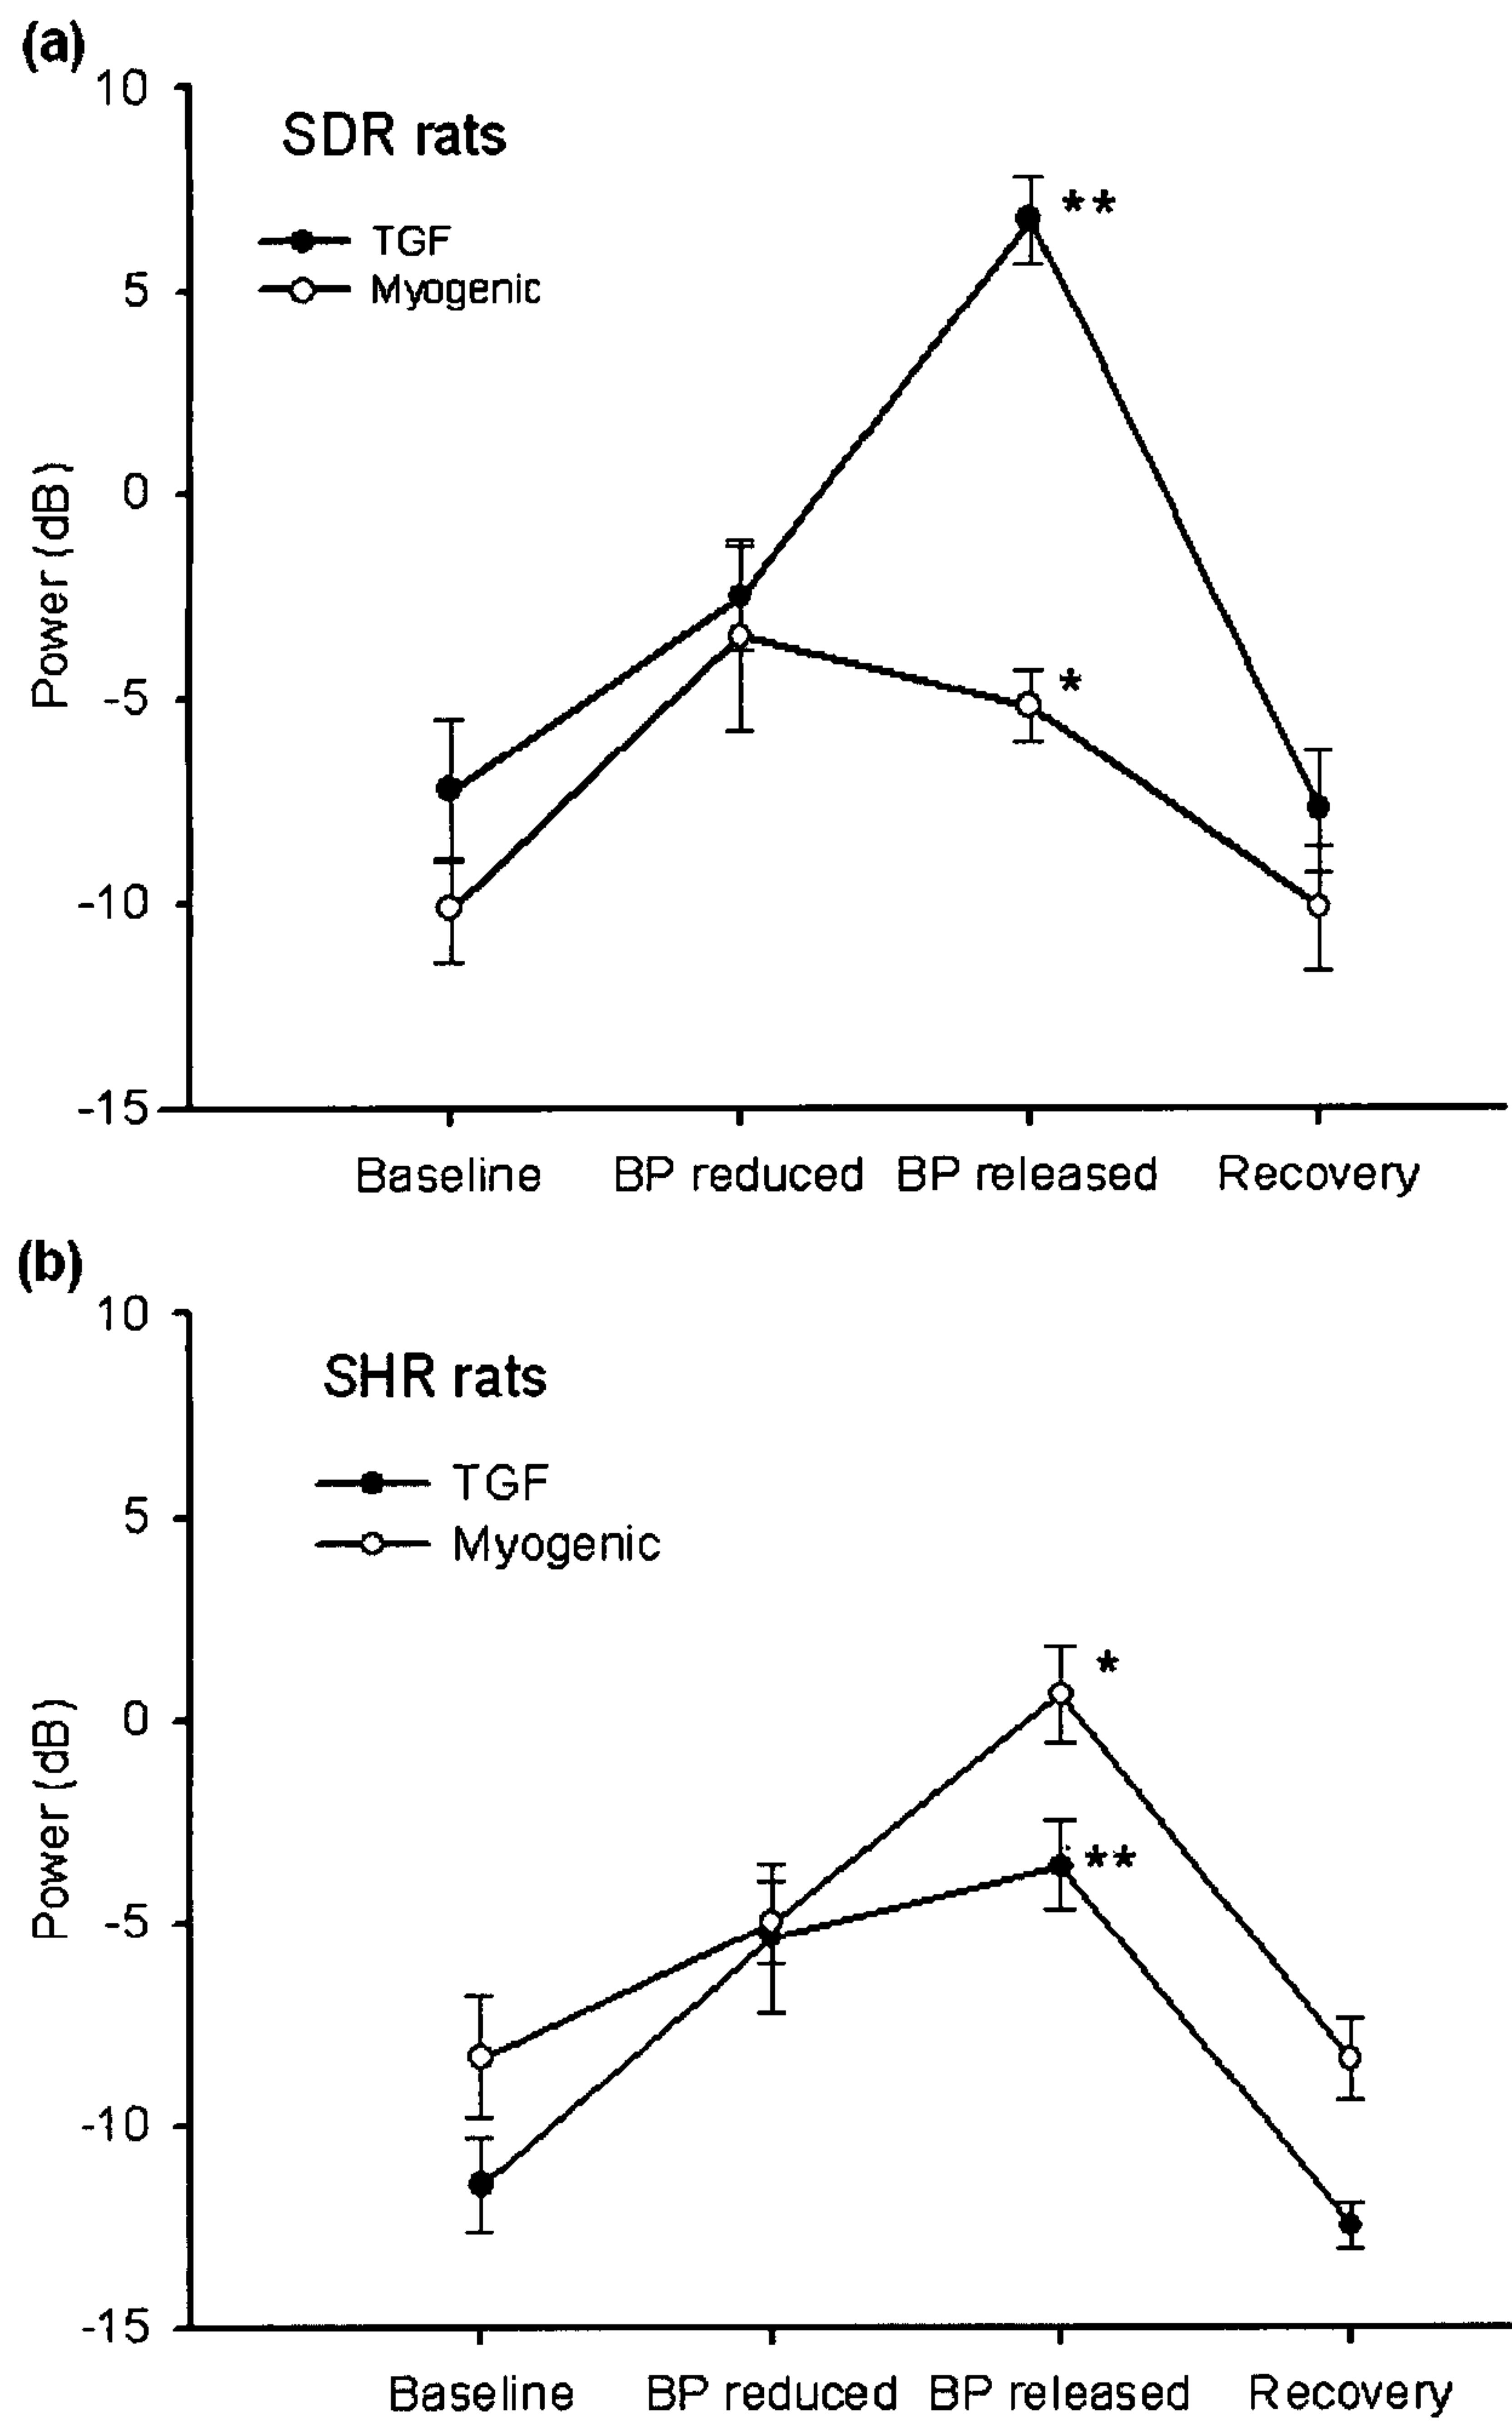 (a)
10
SDR rats
TGF
5
Myogenic
0
Power (dB)
-5
-10
-15
Baseline BP reduced BP released Recovery
**
*
(b)
10
SHR rats
TGF
5
Myogenic
0
Power (dB)
-5
-10
-15
Baseline BP reduced BP released Recovery
*
**